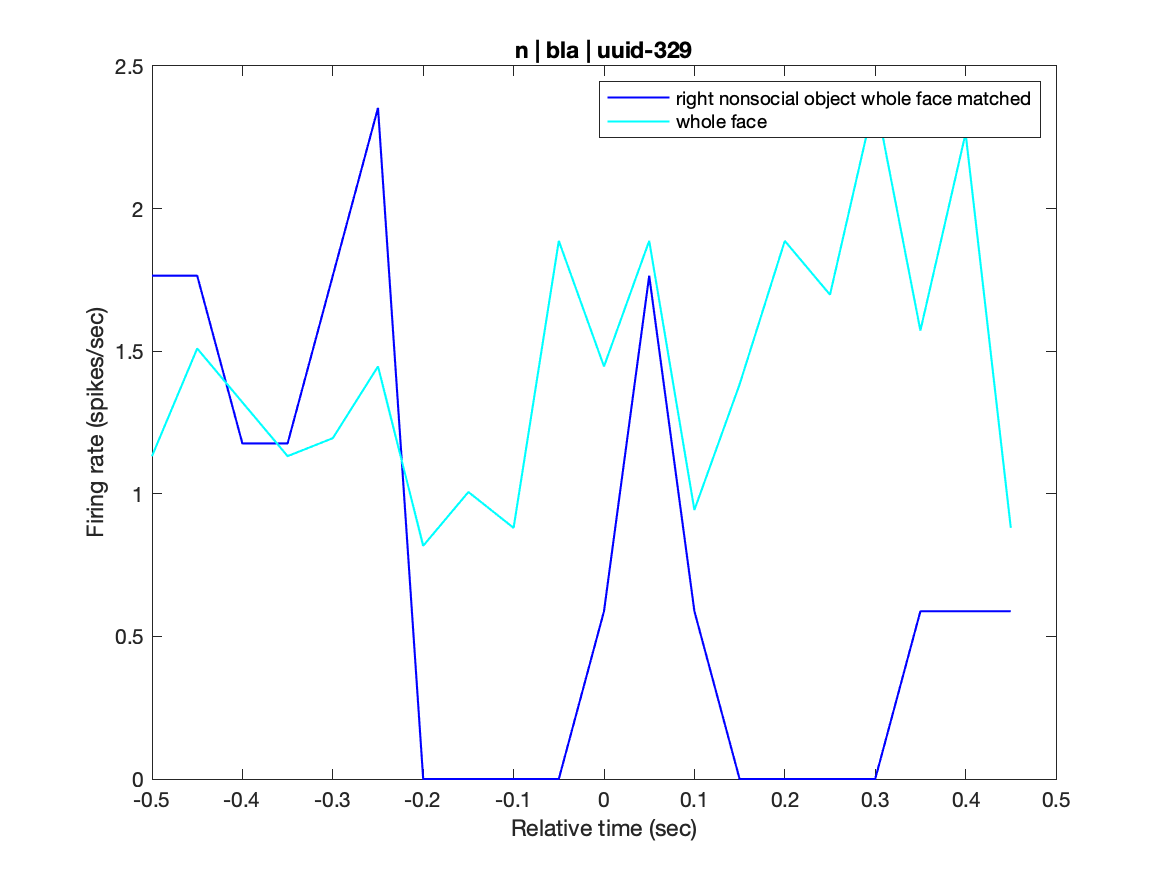 n | bla | uuid-329
2.5
right nonsocial object whole face matched
whole face
2
1.5
Firing rate (spikes/sec)
1
0.5
0
-0.5 -0.4 -0.3 -0.2 -0.1 0 0.1 0.2 0.3 0.4 0.5
Relative time (sec)